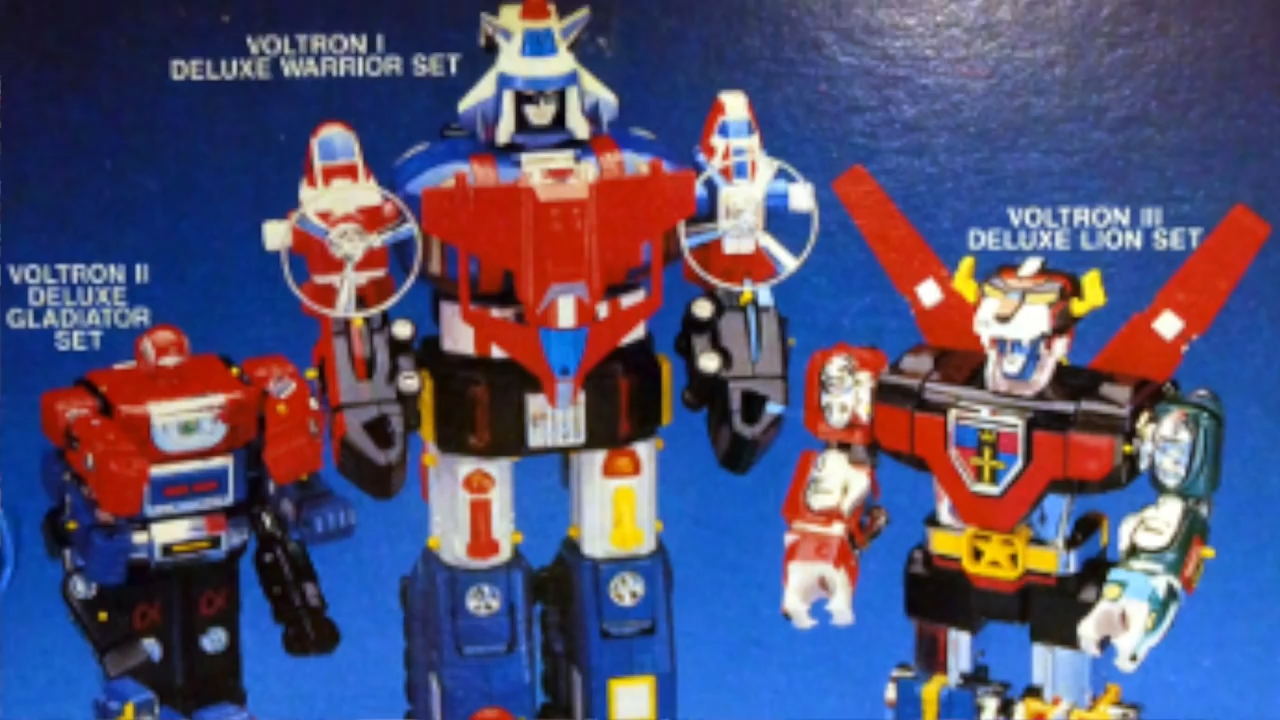 VOLTRON I
DELUXE WARRIOR SET
VOLTRON III
DELUXE LION SET
VOLTRON II
DELUXE
GLADIATOR
SET